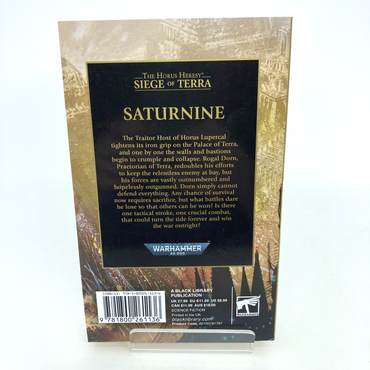 THE HORUS HERESY®
SIEGE OF TERRA
SATURNINE
The Traitor Host of Horus Lupercal
tightens its iron grip on the Palace of Terra,
and one by one the walls and bastions
begin to crumple and collapse. Rogal Dorn,
Praetorian of Terra, redoubles his efforts
to keep the relentless enemy at bay, but
his forces are vastly outnumbered and
hopelessly outgunned. Dorn simply cannot
defend everything. Any chance of survival
now requires sacrifice, but what battles dare
he lose so that others can be won? Is there
one tactical stroke, one crucial combat,
that could turn the tide forever and win
the war outright?
WARHAMMER
40,000
A BLACK LIBRARY
PUBLICATION
SCIENCE FICTION
Printed in the UK
blacklibrary.com
9 781800 261136